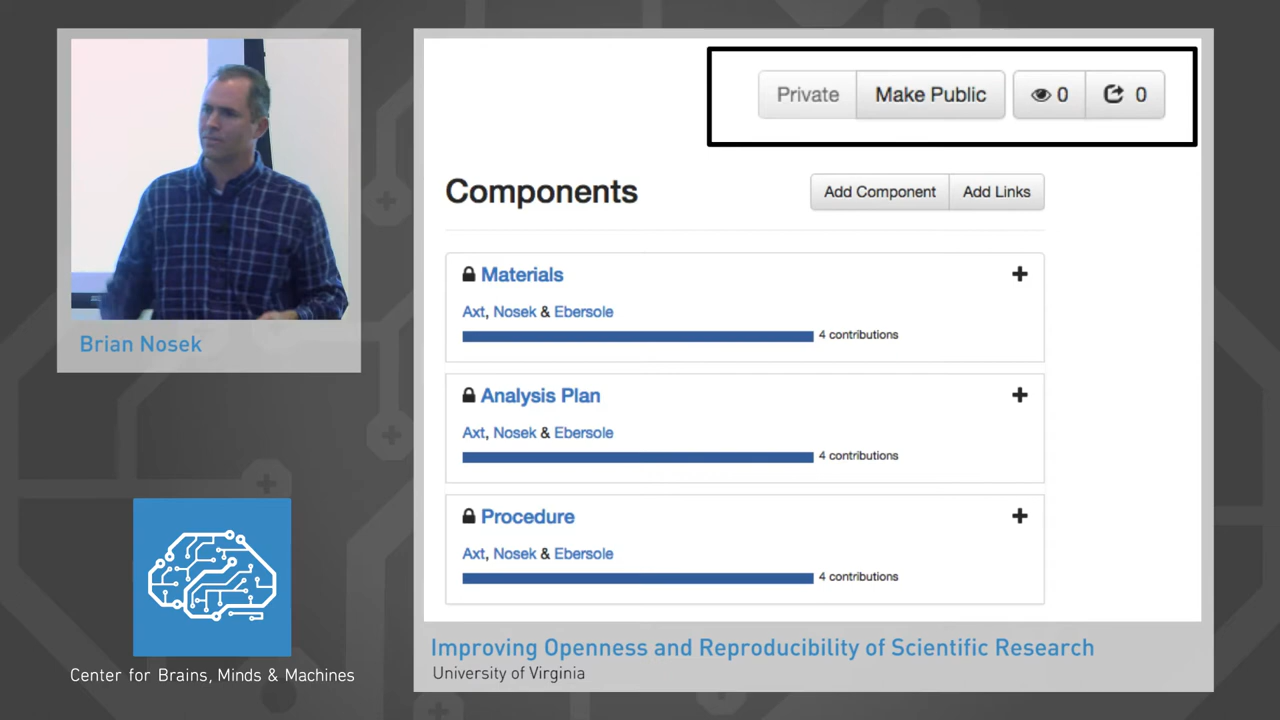 Brian Nosek
Center for Brains, Minds & Machines
Private Make Public 0 0
Components Add Component Add Links
Materials
Axt, Nosek & Ebersole
4 contributions
Analysis Plan
Axt, Nosek & Ebersole
4 contributions
Procedure
Axt, Nosek & Ebersole
4 contributions
Improving Openness and Reproducibility of Scientific Research
University of Virginia